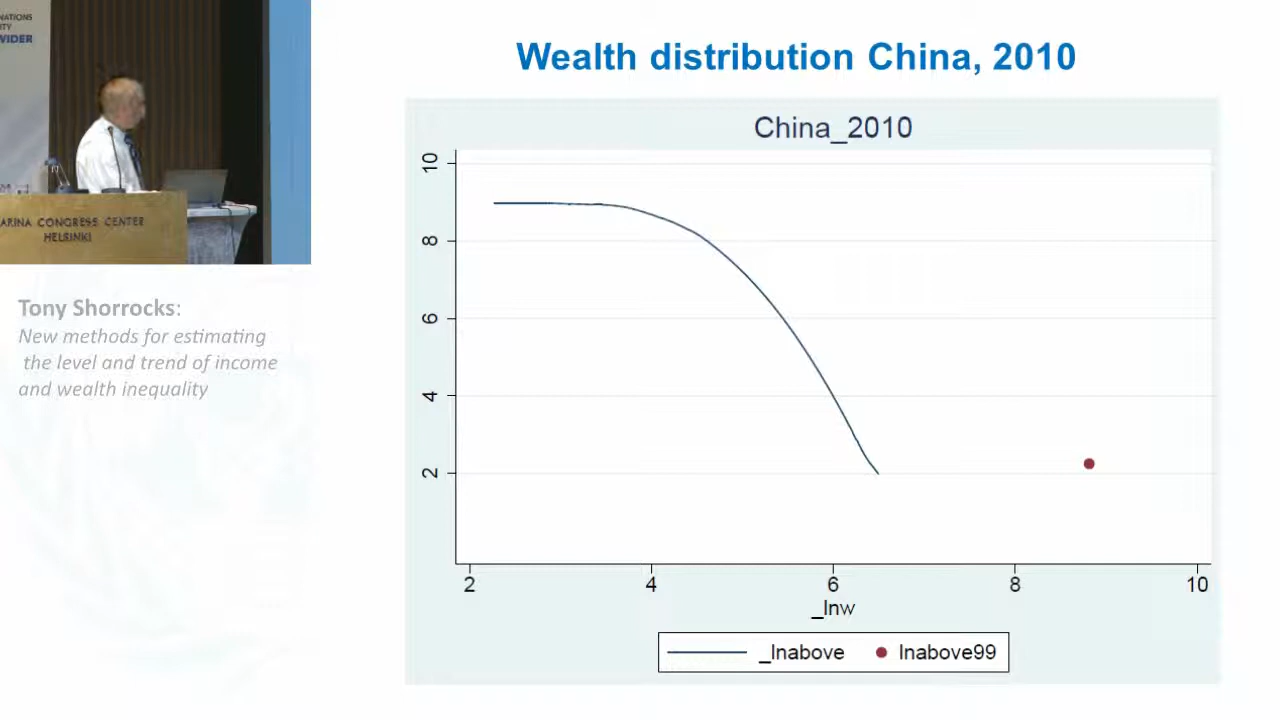 NATIONS
ITY
WIDER
ARINA CONGRESS CENTER
HELSINKI
Tony Shorrocks:
New methods for estimating
the level and trend of income
and wealth inequality
Wealth distribution China, 2010
China_2010
10
8
6
4
2
2 4 6 8 10
_lnw
_lnabove lnabove99